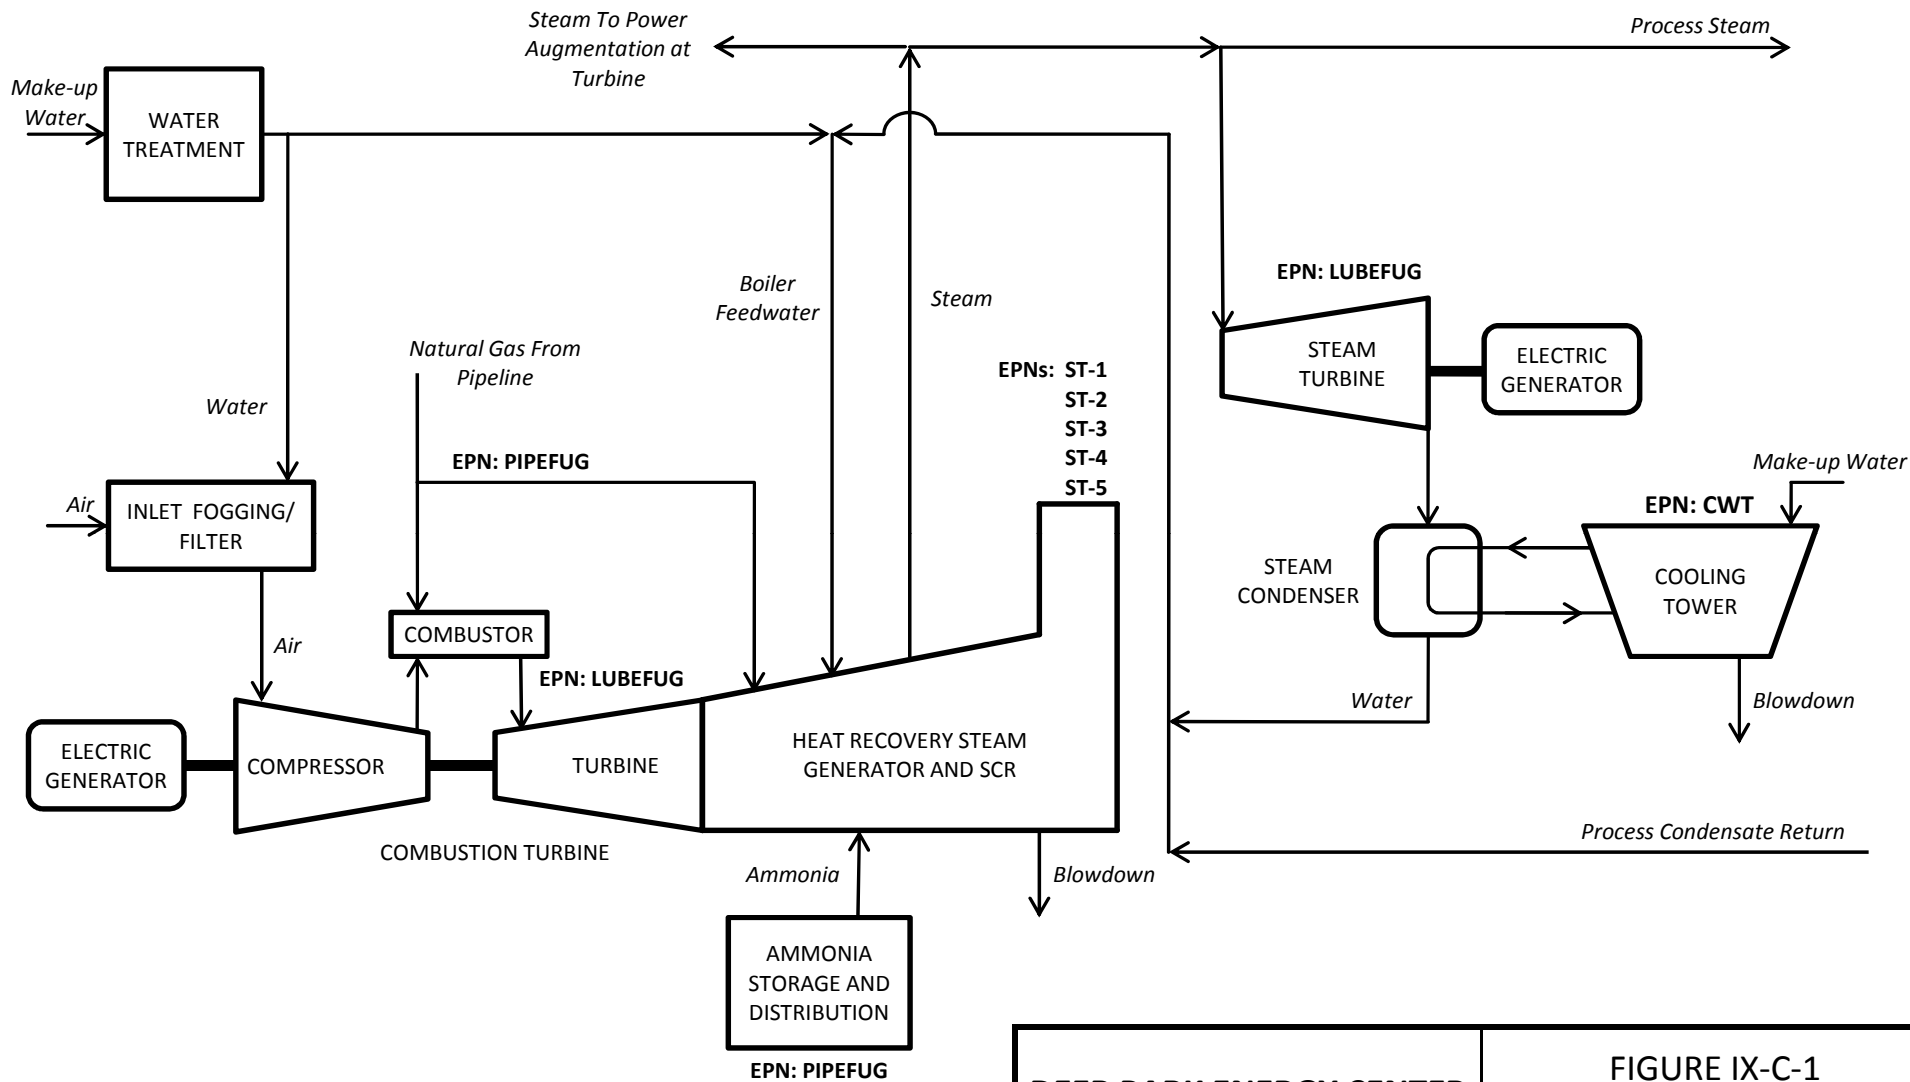 Steam To Power
Augmentation at
Turbine
Process Steam
Make-up
Water
WATER
TREATMENT
Boiler
Feedwater
Steam
EPN: LUBEFUG
STEAM
TURBINE
ELECTRIC
GENERATOR
Natural Gas From
Pipeline
EPNs: ST-1
ST-2
ST-3
ST-4
ST-5
Water
EPN: PIPEFUG
Make-up Water
Air
INLET FOGGING/
FILTER
EPN: CWT
STEAM
CONDENSER
COOLING
TOWER
COMBUSTOR
Air
EPN: LUBEFUG
Water
Blowdown
ELECTRIC
GENERATOR
COMPRESSOR
TURBINE
HEAT RECOVERY STEAM
GENERATOR AND SCR
COMBUSTION TURBINE
Process Condensate Return
Ammonia
Blowdown
AMMONIA
STORAGE AND
DISTRIBUTION
EPN: PIPEFUG
DEER PARK ENERGY CENTER
FIGURE IX-C-1